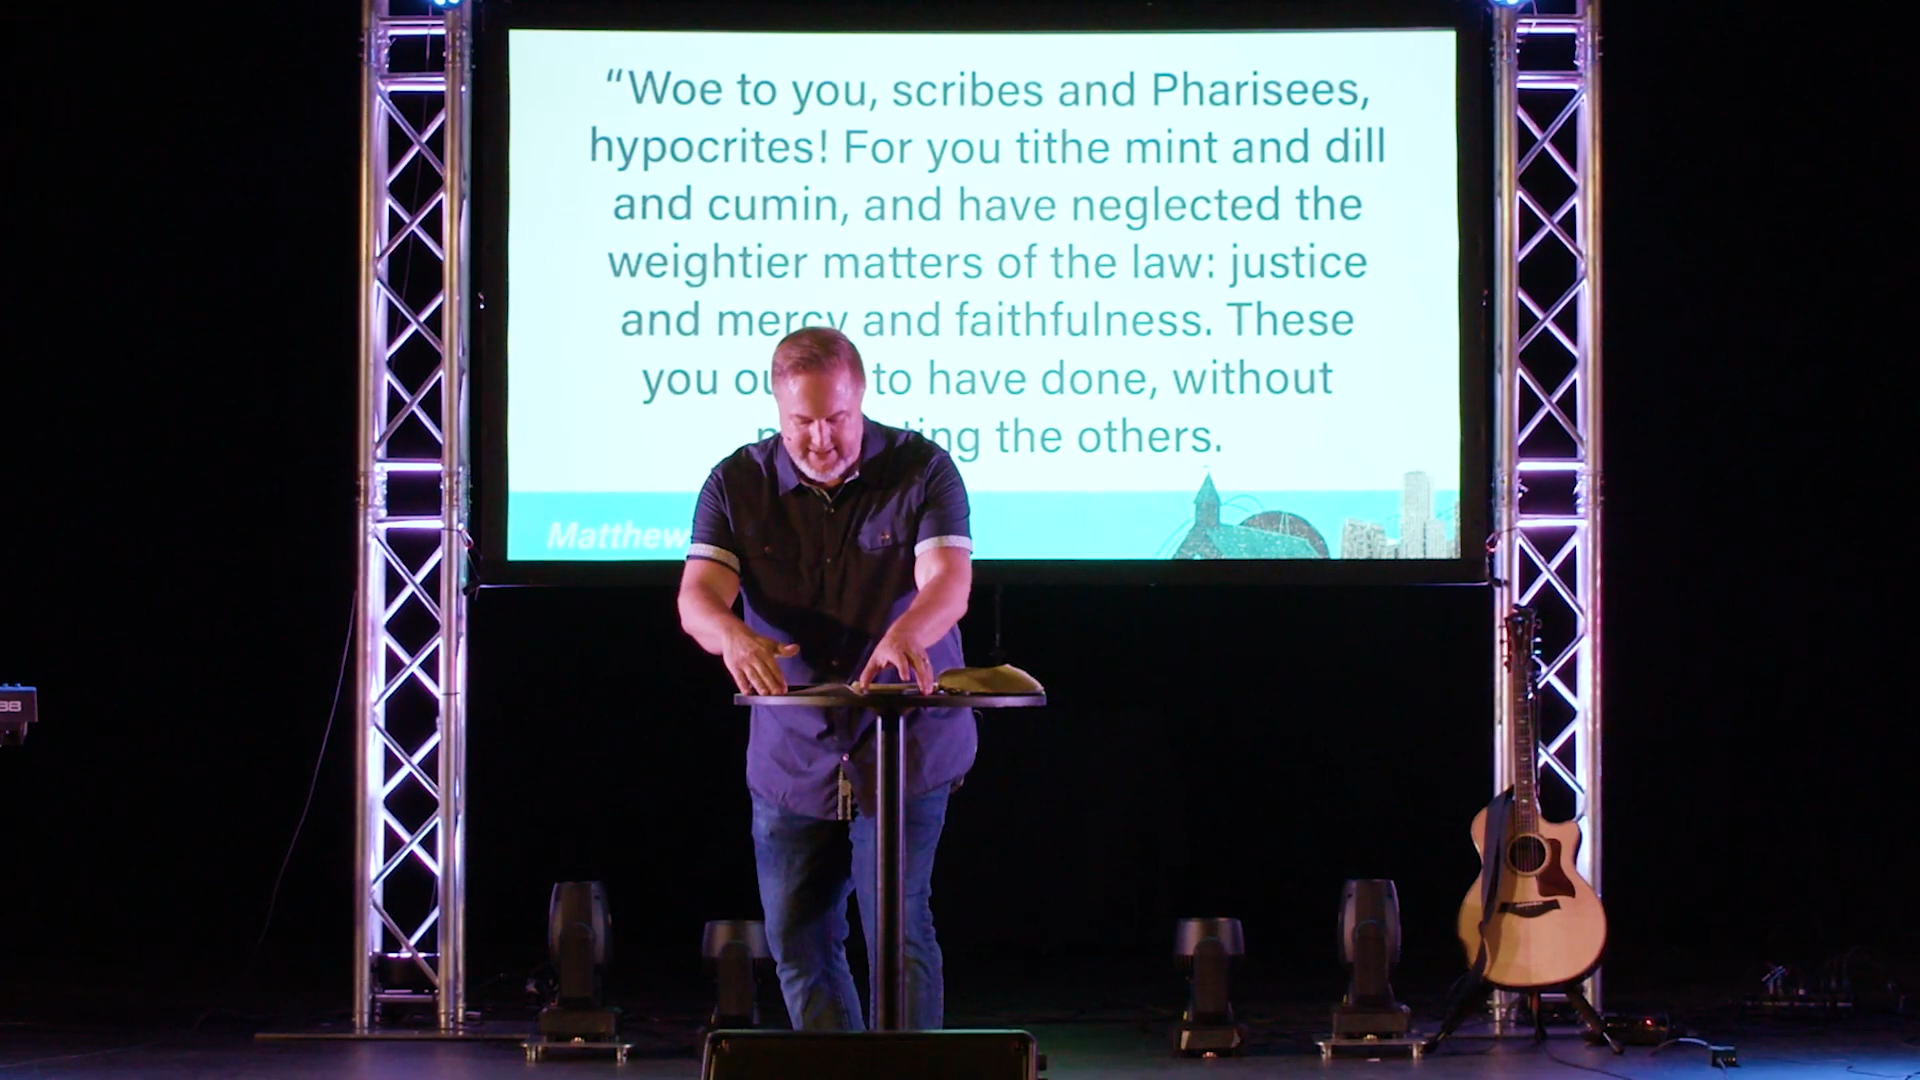 “Woe to you, scribes and Pharisees,
hypocrites! For you tithe mint and dill
and cumin, and have neglected the
weightier matters of the law: justice
and mercy and faithfulness. These
you to have done, without
the others.
Matthew
88